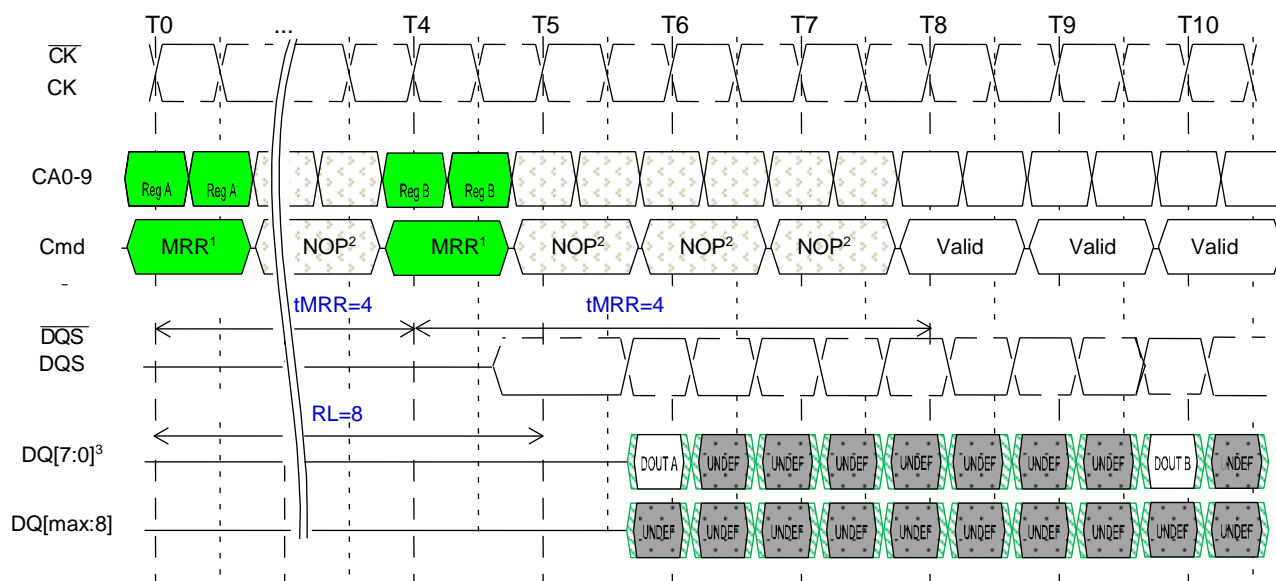 T0 ... T4 T5 T6 T7 T8 T9 T10
CK
CK
CA0-9 Reg A Reg A Reg B Reg B
Cmd MRR1 NOP2 MRR1 NOP2 NOP2 NOP2 Valid Valid Valid
-
tMRR=4 tMRR=4
DQS
DQS
RL=8
DQ[7:0]3 DOUT A UNDEF UNDEF UNDEF UNDEF UNDEF UNDEF UNDEF DOUT B UNDEF
DQ[max:8] UNDEF UNDEF UNDEF UNDEF UNDEF UNDEF UNDEF UNDEF UNDEF UNDEF